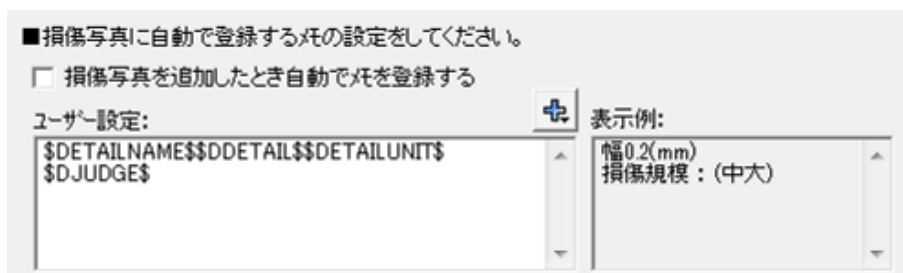 ■損傷写真に自動で登録するメモの設定をしてください。
損傷写真を追加したとき自動でメモを登録する
ユーザー設定:
$DETAILNAME$$DDETAIL$$DETAILUNIT$
$DJUDGE$
表示例:
幅0.2(mm)
損傷規模：(中大)